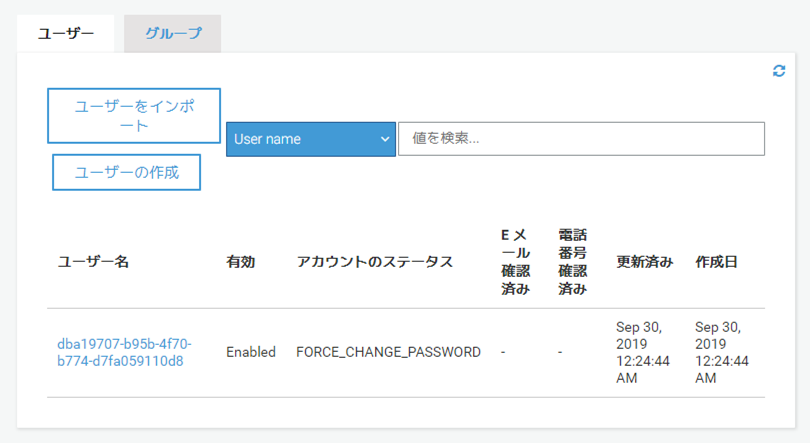 ユーザー
グループ
ユーザーをインポ
ート
User name
値を検索...
ユーザーの作成
ユーザー名
有効
アカウントのステータス
E メ
ール
確認
済み
電話
番号
確認
済み
更新済み
作成日
dba19707-b95b-4f70-
b774-d7fa059110d8
Enabled
FORCE_CHANGE_PASSWORD
-
-
Sep 30,
2019
12:24:44
AM
Sep 30,
2019
12:24:44
AM